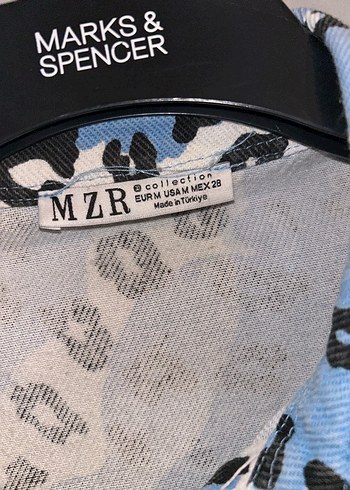 MARKS &
SPENCER
MZR
collection
EUR M USA M MEX 28
Made in Türkiye